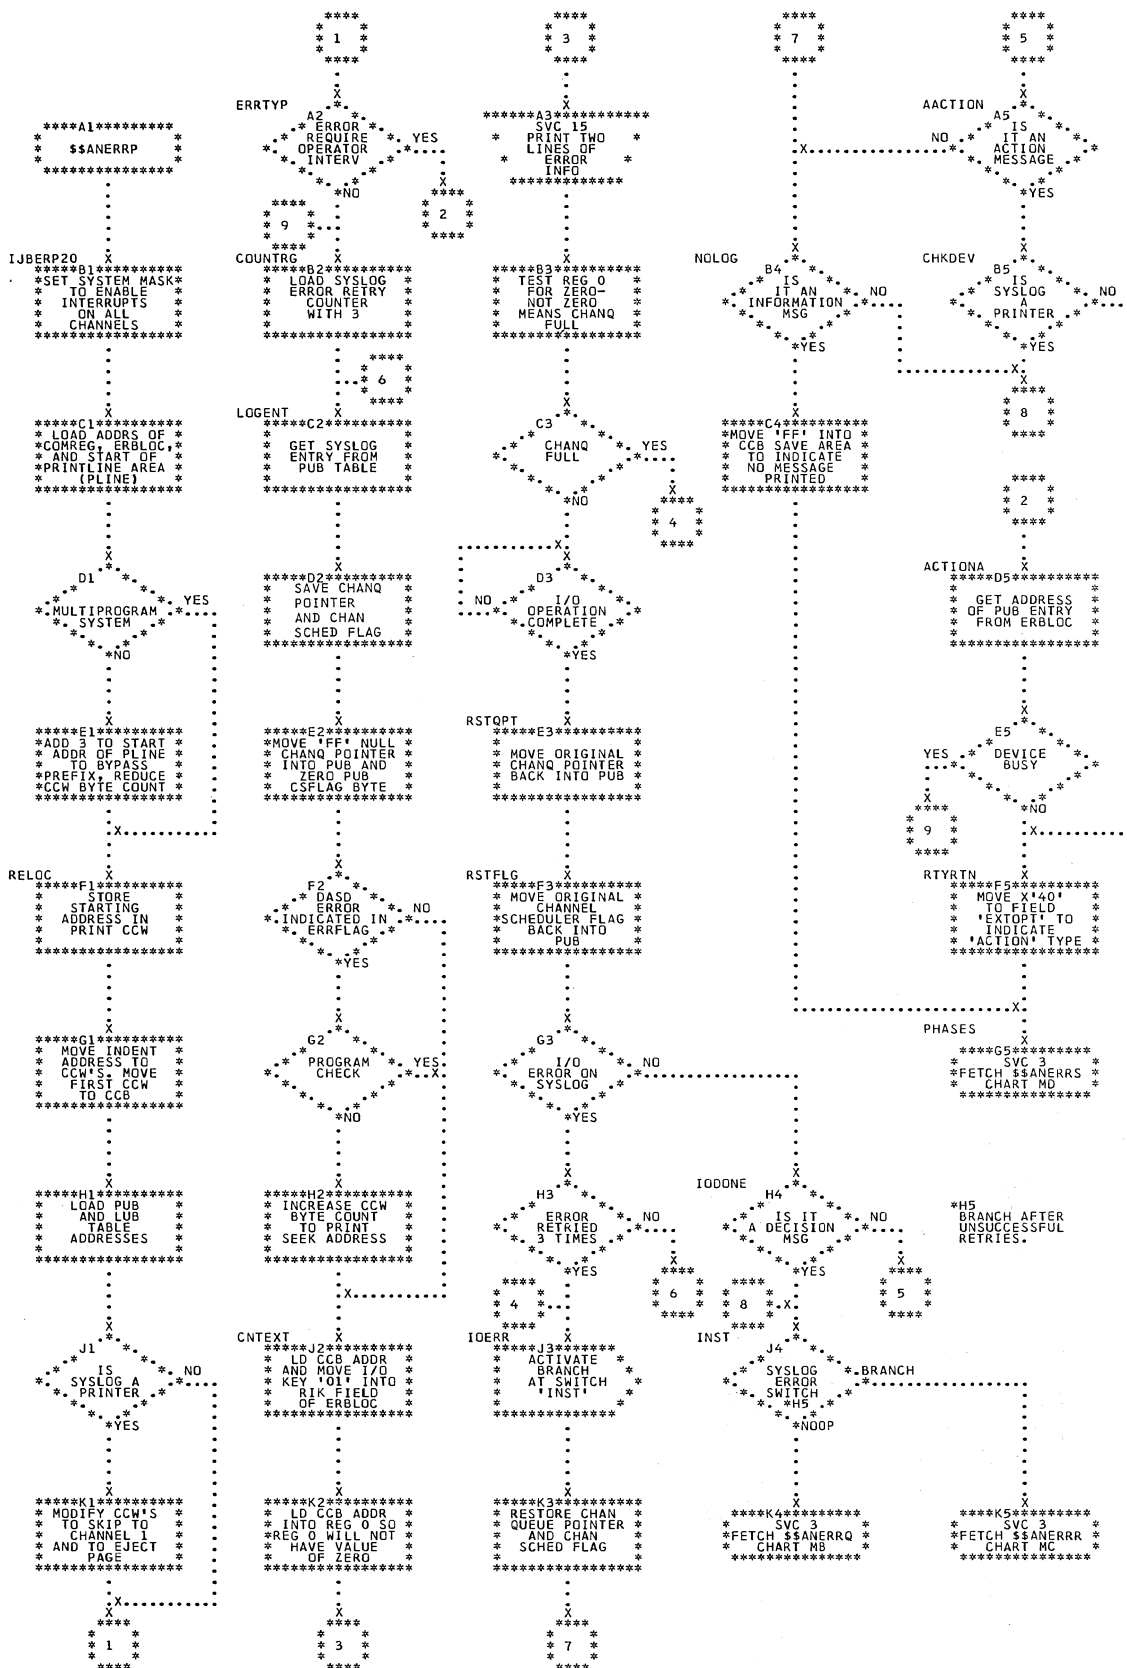 1
3
7
5
ERRTYP
A2
ERROR
REQUIRE
OPERATOR
INTERV
YES
NO
A1
$$ANERRP
A3
SVC 15
PRINT TWO
LINES OF
ERROR
INFO
AACTION
A5
IS
IT AN
ACTION
MESSAGE
NO
YES
9
2
IJBERP20
B1
SET SYSTEM MASK
TO ENABLE
INTERRUPTS
ON ALL
CHANNELS
COUNTRG
B2
LOAD SYSLOG
ERROR RETRY
COUNTER
WITH 3
B3
TEST REG 0
FOR ZERO-
NOT ZERO
MEANS CHANQ
FULL
NOLOG
B4
IS
IT AN
INFORMATION
MSG
NO
YES
CHKDEV
B5
IS
SYSLOG
A
PRINTER
NO
YES
6
8
C1
LOAD ADDRS OF
COMREG, ERBLOC,
AND START OF
PRINTLINE AREA
(PLINE)
LOGENT
C2
GET SYSLOG
ENTRY FROM
PUB TABLE
C3
CHANQ
FULL
YES
NO
4
C4
MOVE 'FF' INTO
CCB SAVE AREA
TO INDICATE
NO MESSAGE
PRINTED
2
D1
MULTIPROGRAM
SYSTEM
YES
NO
D2
SAVE CHANQ
POINTER
AND CHAN
SCHED FLAG
D3
I/O
OPERATION
COMPLETE
NO
YES
ACTIONA
D5
GET ADDRESS
OF PUB ENTRY
FROM ERBLOC
E1
ADD 3 TO START
ADDR OF PLINE
TO BYPASS
PREFIX, REDUCE
CCW BYTE COUNT
E2
MOVE 'FF' NULL
CHANQ POINTER
INTO PUB AND
ZERO PUB
CSFLAG BYTE
RSTQPT
E3
MOVE ORIGINAL
CHANQ POINTER
BACK INTO PUB
E5
DEVICE
BUSY
YES
NO
9
RELOC
F1
STORE
STARTING
ADDRESS IN
PRINT CCW
F2
DASD
ERROR
INDICATED IN
ERRFLAG
NO
YES
RSTFLG
F3
MOVE ORIGINAL
CHANNEL
SCHEDULER FLAG
BACK INTO
PUB
RTYRTN
F5
MOVE X'40'
TO FIELD
'EXTOPT' TO
INDICATE
'ACTION' TYPE
G1
MOVE INDENT
ADDRESS TO
CCW'S. MOVE
FIRST CCW
TO CCB
G2
PROGRAM
CHECK
YES
NO
G3
I/O
ERROR ON
SYSLOG
NO
YES
PHASES
G5
SVC 3
FETCH $$ANERRS
CHART MD
H1
LOAD PUB
AND LUB
TABLE
ADDRESSES
H2
INCREASE CCW
BYTE COUNT
TO PRINT
SEEK ADDRESS
H3
ERROR
RETRIED
3 TIMES
NO
YES
6
4
IODONE
H4
IS IT
A DECISION
MSG
NO
YES
5
8
*H5
BRANCH AFTER
UNSUCCESSFUL
RETRIES.
J1
IS
SYSLOG A
PRINTER
NO
YES
CNTEXT
J2
LD CCB ADDR
AND MOVE I/O
KEY '01' INTO
RIK FIELD
OF ERBLOC
IOERR
J3
ACTIVATE
BRANCH
AT SWITCH
'INST'
INST
J4
SYSLOG
ERROR
SWITCH
*H5
BRANCH
NOOP
K1
MODIFY CCW'S
TO SKIP TO
CHANNEL 1
AND TO EJECT
PAGE
K2
LD CCB ADDR
INTO REG 0 SO
REG 0 WILL NOT
HAVE VALUE
OF ZERO
K3
RESTORE CHAN
QUEUE POINTER
AND CHAN
SCHED FLAG
K4
SVC 3
FETCH $$ANERRQ
CHART MB
K5
SVC 3
FETCH $$ANERRR
CHART MC
1
3
7